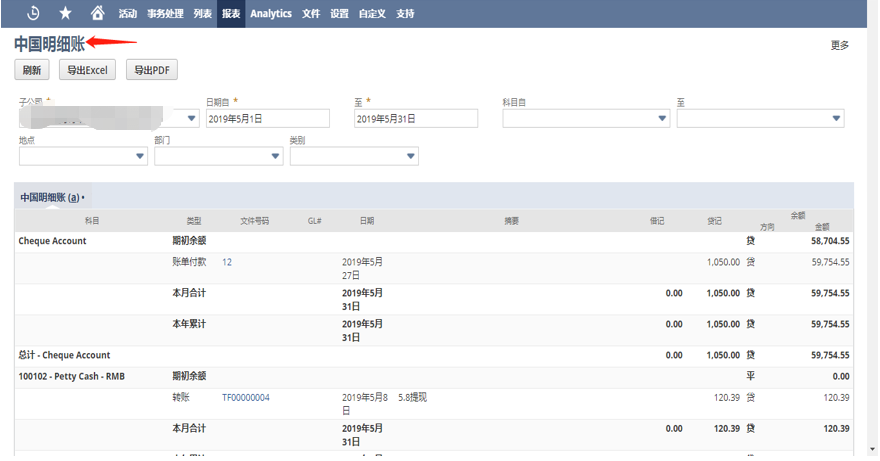 活动 事务处理 列表 报表 Analytics 文件 设置 自定义 支持
中国明细账
更多
刷新 导出Excel 导出PDF
子公司 * 日期自 * 至 * 科目自 至
2019年5月1日 2019年5月31日
地点 部门 类别
中国明细账 (a) •
科目 类型 文件号码 GL# 日期 摘要 借记 贷记 余额
方向 金额
Cheque Account 期初余额 贷 58,704.55
账单付款 12 2019年5月 1,050.00 贷 59,754.55
27日
本月合计 2019年5月 0.00 1,050.00 贷 59,754.55
31日
本年累计 2019年5月 0.00 1,050.00 贷 59,754.55
31日
总计 - Cheque Account 0.00 1,050.00 贷 59,754.55
100102 - Petty Cash - RMB 期初余额 平 0.00
转账 TF00000004 2019年5月8 5.8提现 120.39 贷 120.39
日
本月合计 2019年5月 0.00 120.39 贷 120.39
31日